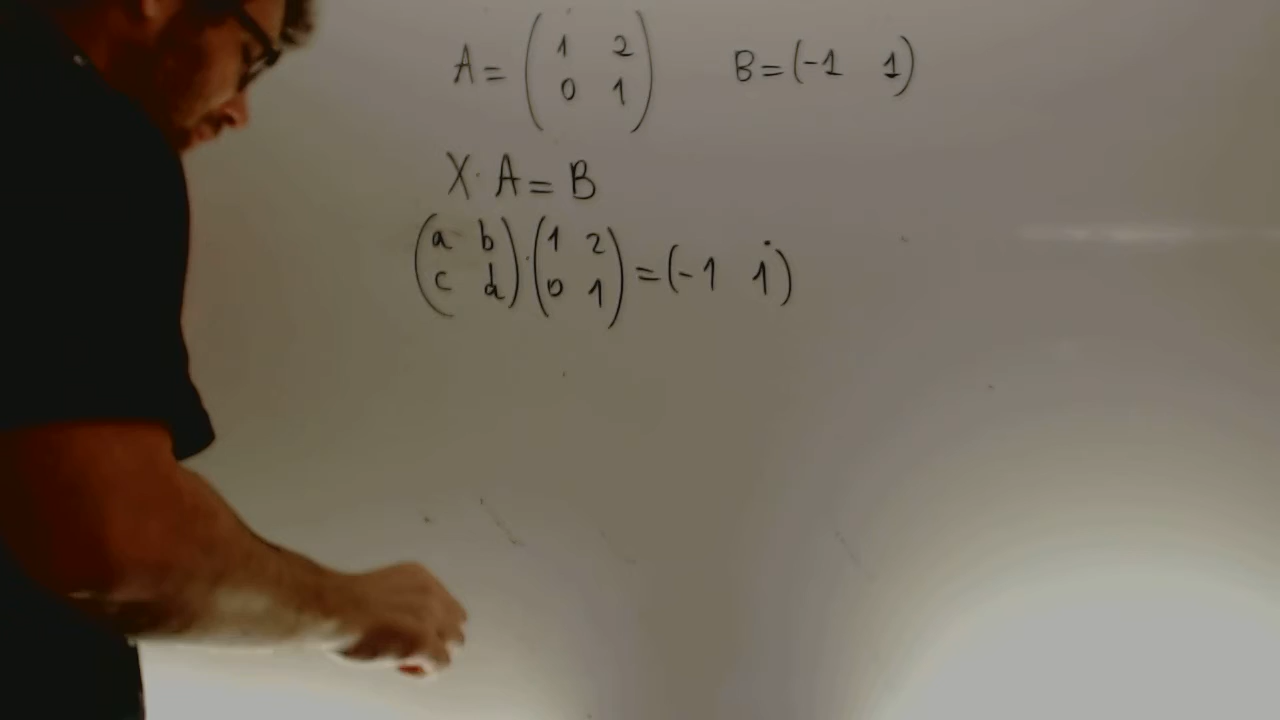 A = (1 2 0 1) B = (-1 1)
X · A = B
(a b c d) · (1 2 0 1) = (-1 1)